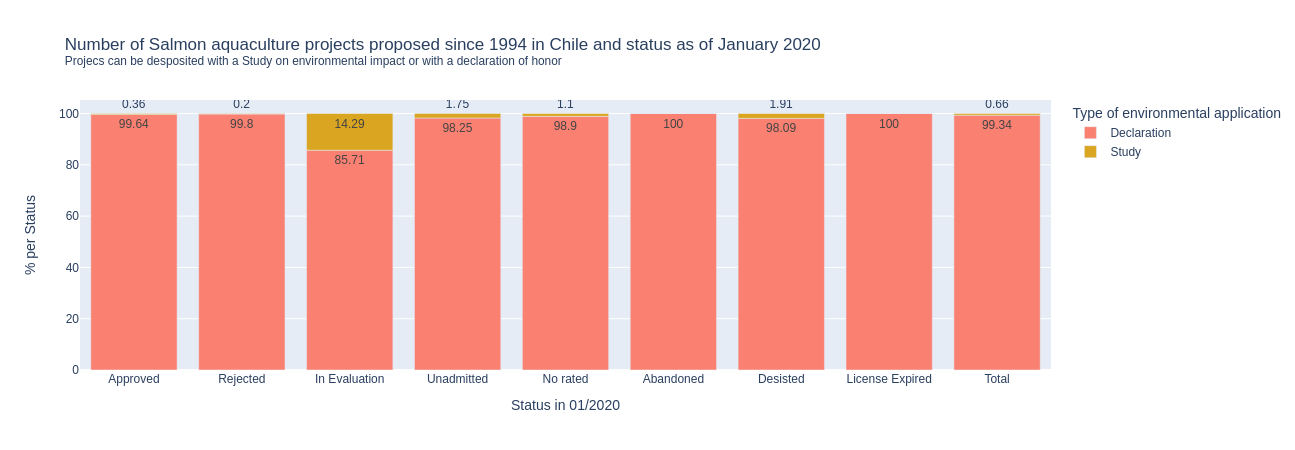 Number of Salmon aquaculture projects proposed since 1994 in Chile and status as of January 2020
Projecs can be desposited with a Study on environmental impact or with a declaration of honor
0.36 0.2 1.75 1.1 1.91 0.66
100
99.64 99.8 14.29 98.25 98.9 100 98.09 100 99.34
85.71
80
60
40
20
0
% per Status
Approved Rejected In Evaluation Unadmitted No rated Abandoned Desisted License Expired Total
Status in 01/2020
Type of environmental application
Declaration
Study